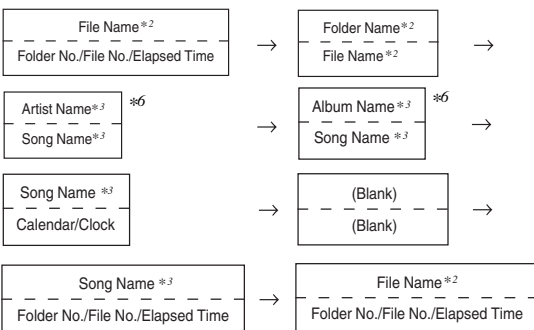 File Name*2
Folder No./File No./Elapsed Time
→
Folder Name*2
File Name*2
→
Artist Name*3
Song Name*3
*6
→
Album Name*3
Song Name *3
*6
→
Song Name *3
Calendar/Clock
→
(Blank)
(Blank)
→
Song Name *3
Folder No./File No./Elapsed Time
→
File Name*2
Folder No./File No./Elapsed Time